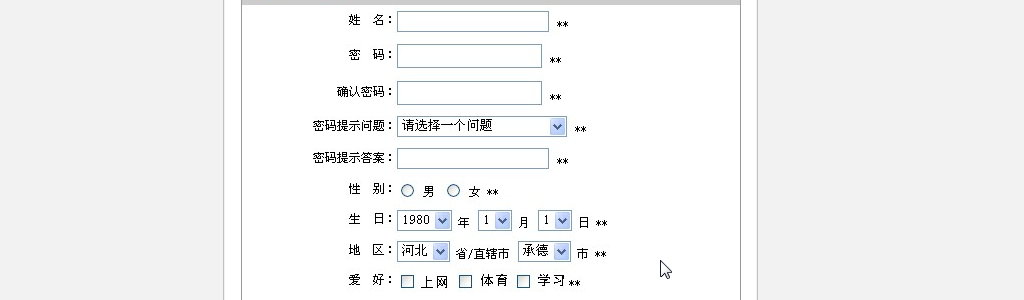 姓 名： **
密 码： **
确认密码： **
密码提示问题： 请选择一个问题 **
密码提示答案： **
性 别： 男 女 **
生 日： 1980 年 1 月 1 日 **
地 区： 河北 省/直辖市 承德 市 **
爱 好： 上网 体育 学习 **